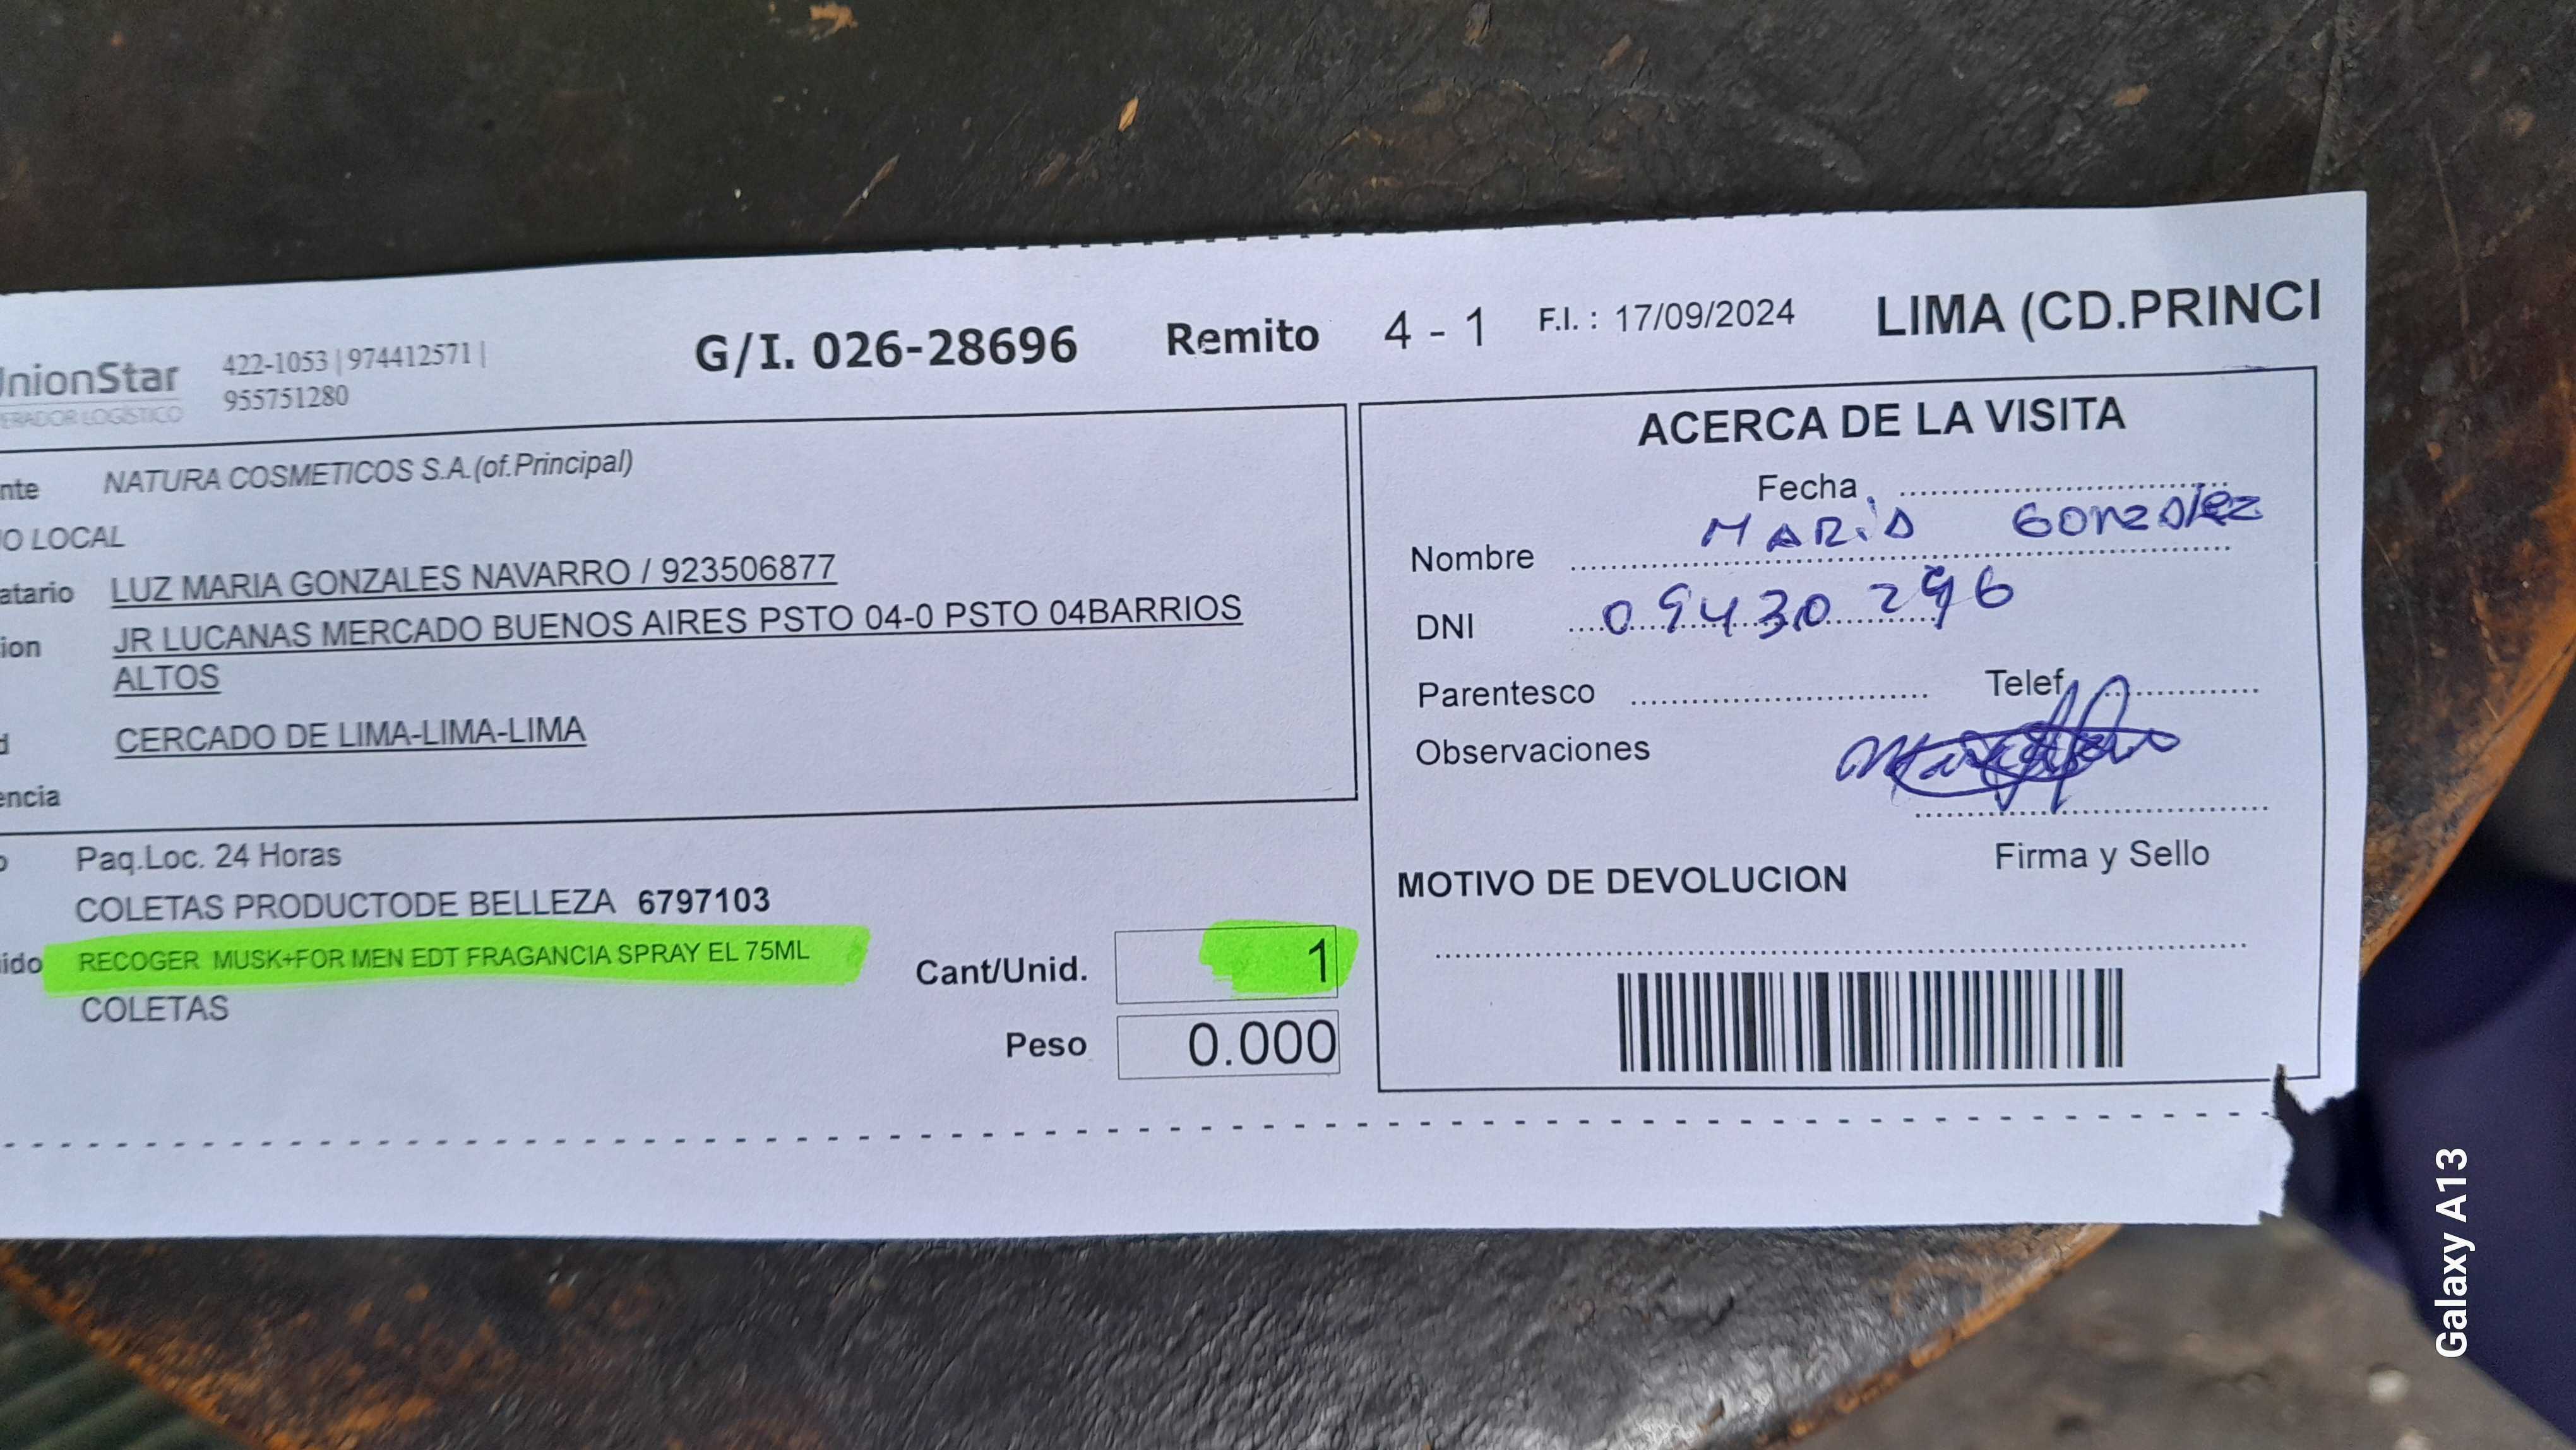 G/I. 026-28696 Remito 4 - 1 F.I. : 17/09/2024 LIMA (CD.PRINCI
UnionStar 422-1053 | 974412571 |
ERADOR LOGÍSTICO 955751280
nte NATURA COSMETICOS S.A.(of.Principal)
O LOCAL
atario LUZ MARIA GONZALES NAVARRO / 923506877
ion JR LUCANAS MERCADO BUENOS AIRES PSTO 04-0 PSTO 04BARRIOS
ALTOS
d CERCADO DE LIMA-LIMA-LIMA
encia
o Paq.Loc. 24 Horas
COLETAS PRODUCTODE BELLEZA 6797103
ido RECOGER MUSK+FOR MEN EDT FRAGANCIA SPRAY EL 75ML
COLETAS
Cant/Unid. 1
Peso 0.000
ACERCA DE LA VISITA
Fecha
Nombre MARiA GonzAlez
DNI 09430296
Parentesco Telef
Observaciones
Firma y Sello
MOTIVO DE DEVOLUCION
Galaxy A13